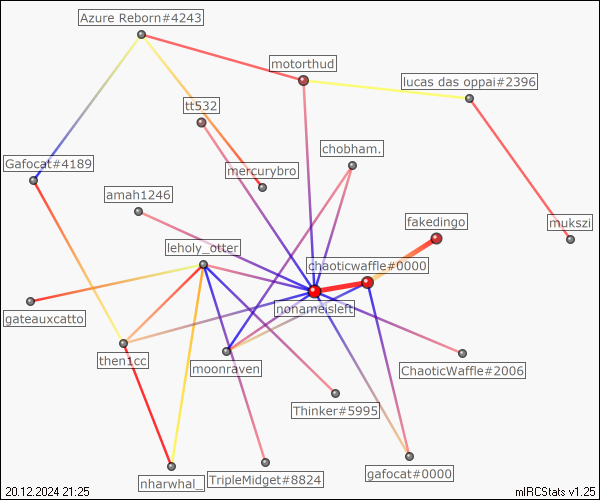 Azure Reborn#4243
motorthud
lucas das oppai#2396
tt532
chobham.
Gafocat#4189
mercurybro
amah1246
fakedingo
mukszi
leholy_otter
chaoticwaffle#0000
nonameisleft
gateauxcatto
then1cc
moonraven
ChaoticWaffle#2006
Thinker#5995
nharwhal_
TripleMidget#8824
gafocat#0000
20.12.2024 21:25
mIRCStats v1.25